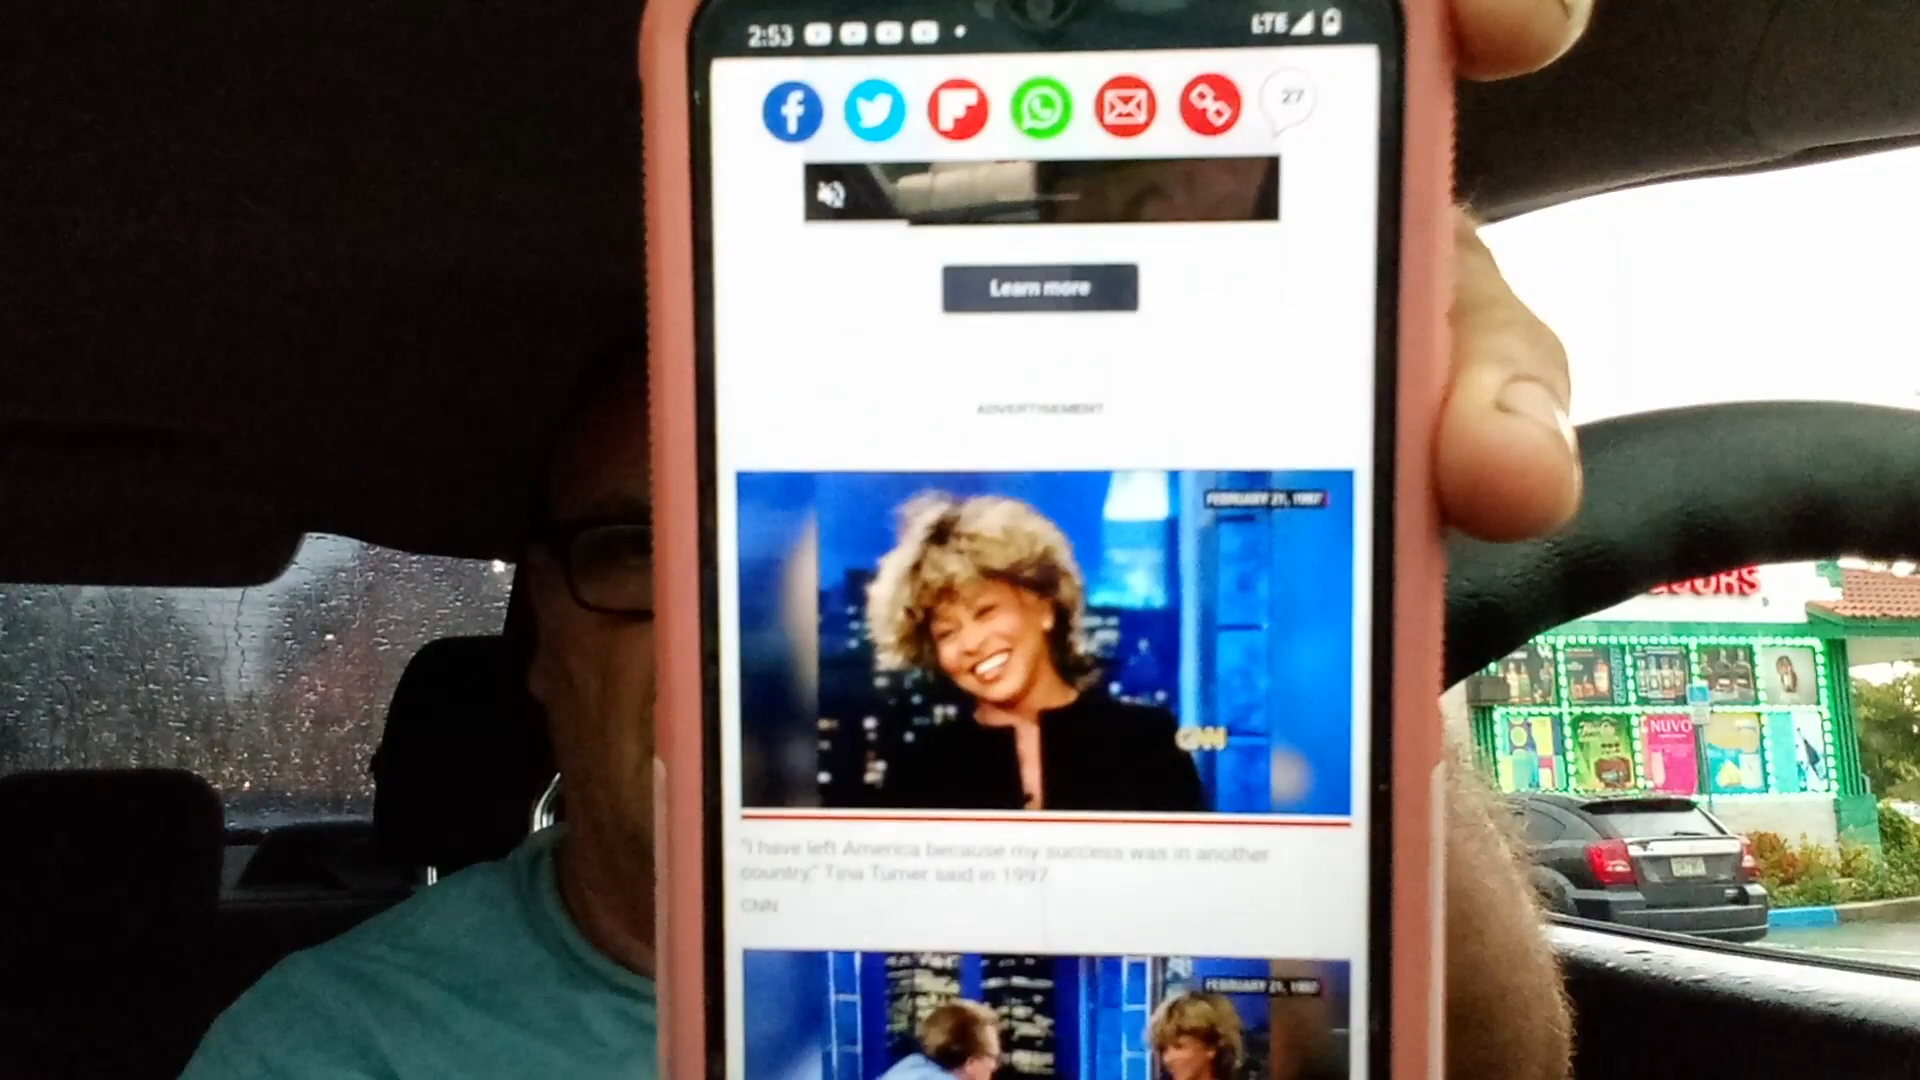 2:53
LTE
27
Learn more
ADVERTISEMENT
FEBRUARY 21, 1997
CNN
"I have left America because my success was in another
country," Tina Turner said in 1997.
CNN
FEBRUARY 21, 1997
NUVO